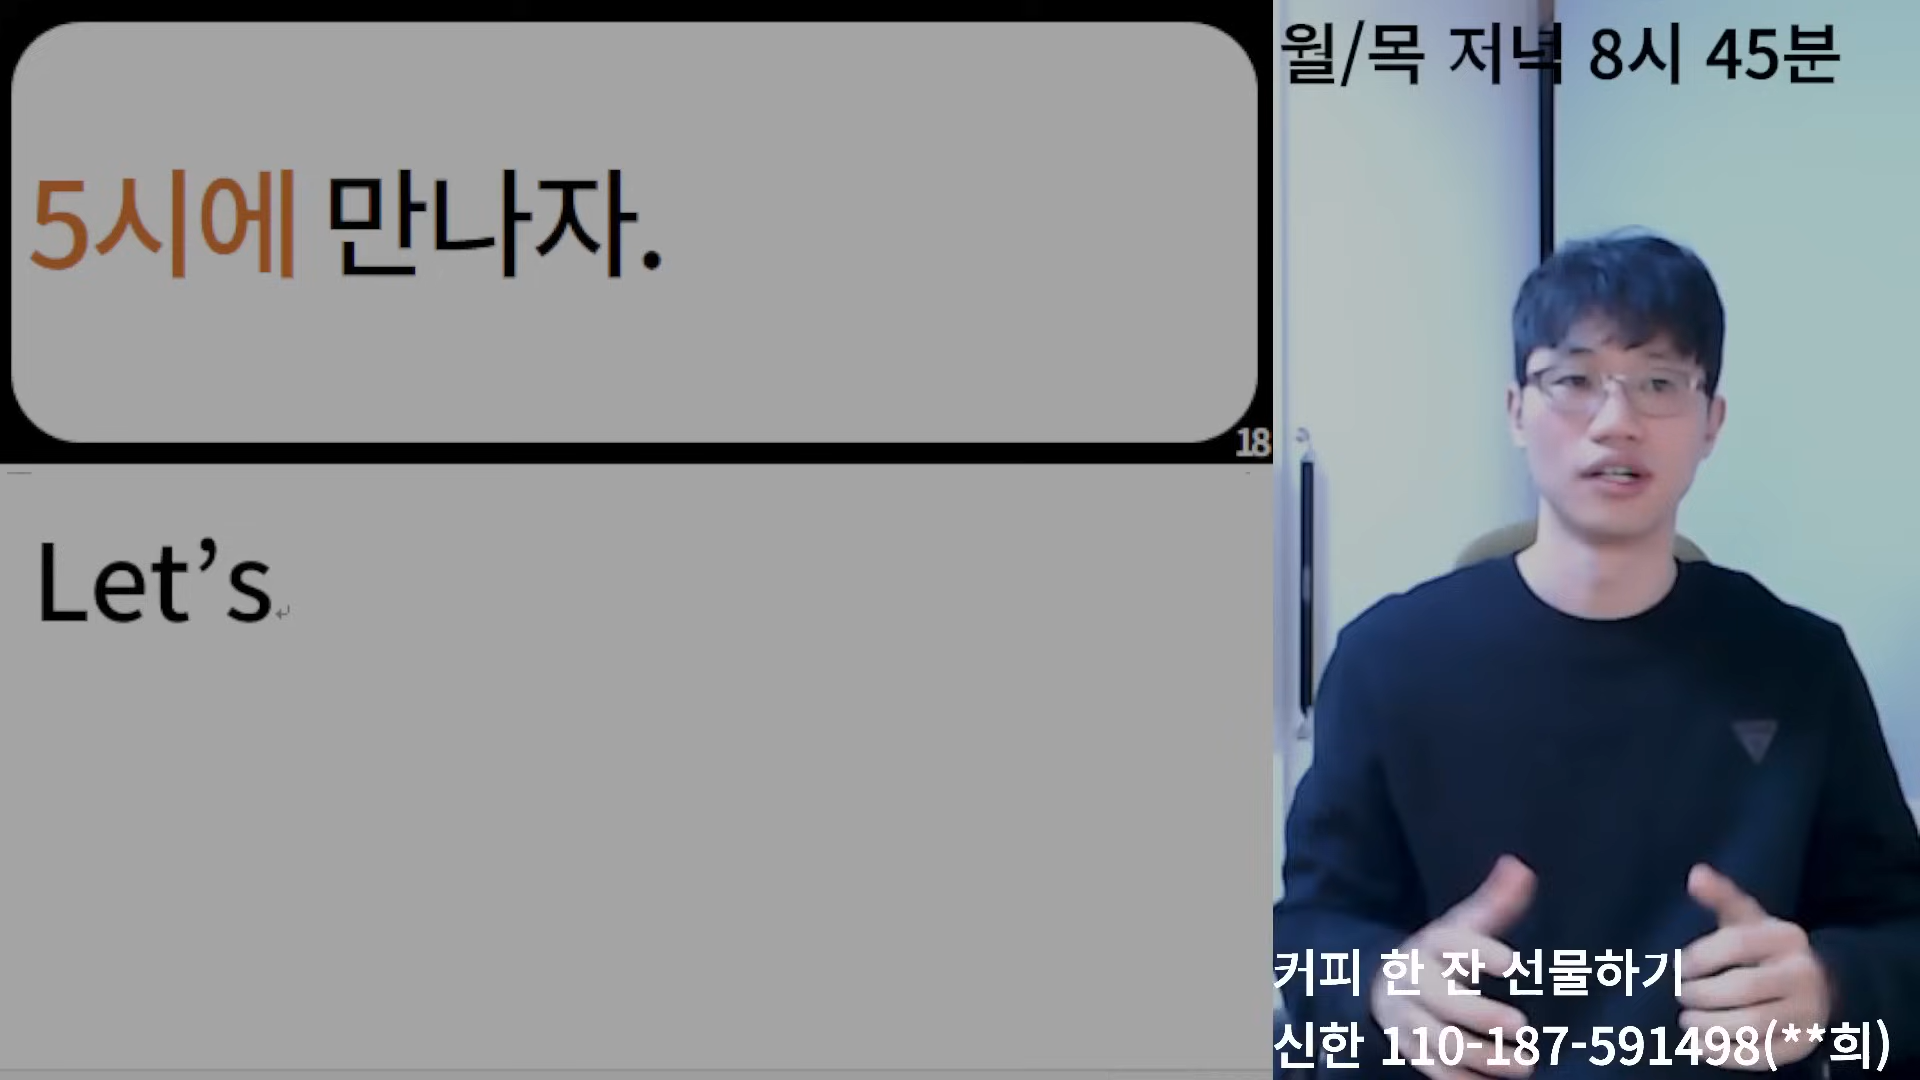 5시에 만나자.
18
Let’s
월/목 저녁 8시 45분
커피 한 잔 선물하기
신한 110-187-591498(**희)